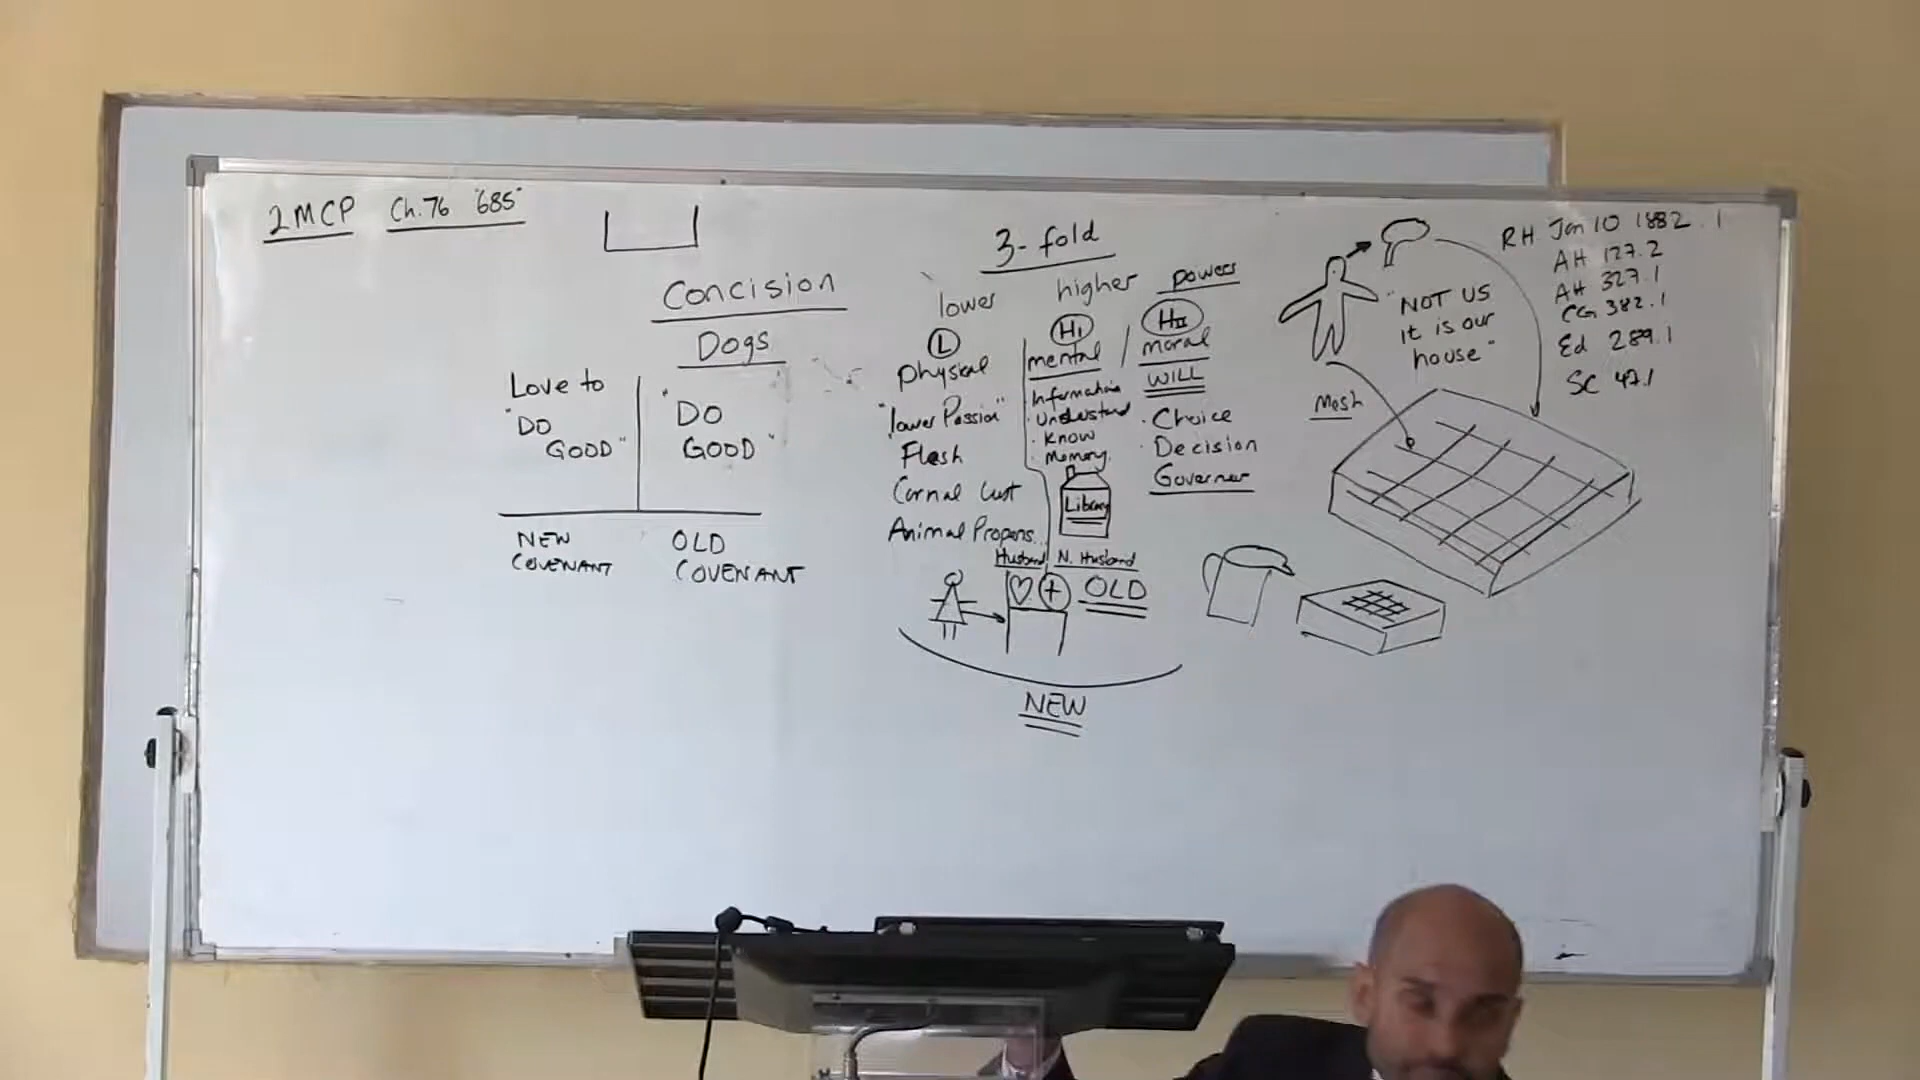 2MCP Ch.76 "685"
Concision
Dogs
Love to
"DO
GOOD"
"DO
GOOD"
NEW
COVENANT
OLD
COVENANT
3-fold
lower higher powers
L
Physical
"lower Passion"
Flesh
Carnal Lust
Animal Propens..
H1
mental
Information
· Understand
· Know
· Memory
Library
HII
moral
WILL
· Choice
· Decision
Governer
Husband N. Husband
OLD
NEW
"NOT US
it is our
house"
Mesh
RH Jan 10 1882.1
AH 127.2
AH 327.1
CG 382.1
Ed 289.1
SC 47.1